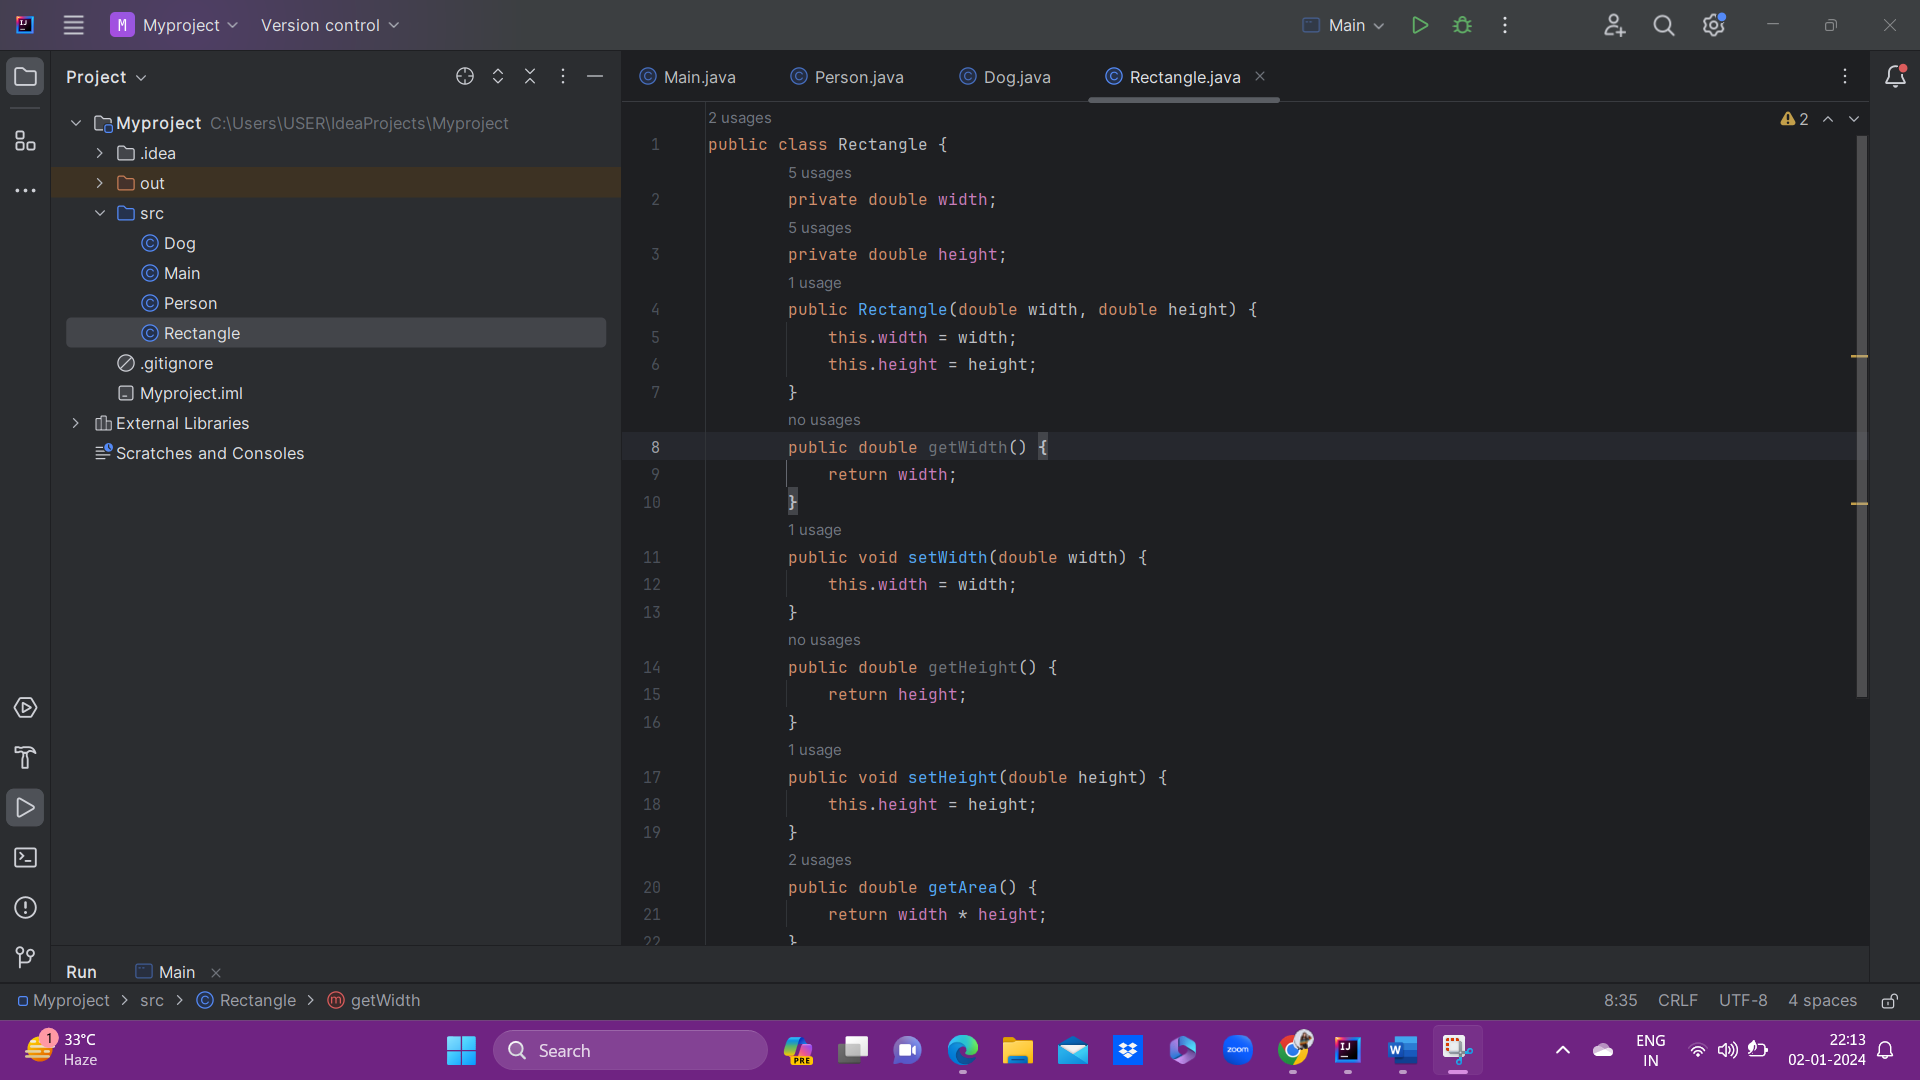 M Myproject Version control Main
Project
Main.java Person.java Dog.java Rectangle.java
Myproject C:\Users\USER\IdeaProjects\Myproject
.idea
out
src
Dog
Main
Person
Rectangle
.gitignore
Myproject.iml
External Libraries
Scratches and Consoles
2 usages
2
1 public class Rectangle {
5 usages
2 private double width;
5 usages
3 private double height;
1 usage
4 public Rectangle(double width, double height) {
5 this.width = width;
6 this.height = height;
7 }
no usages
8 public double getWidth() {
9 return width;
10 }
1 usage
11 public void setWidth(double width) {
12 this.width = width;
13 }
no usages
14 public double getHeight() {
15 return height;
16 }
1 usage
17 public void setHeight(double height) {
18 this.height = height;
19 }
2 usages
20 public double getArea() {
21 return width * height;
22 }
Run Main
Myproject > src > Rectangle > getWidth
8:35 CRLF UTF-8 4 spaces
1 33°C
Haze
Search
PRE
zoom
ENG
IN
22:13
02-01-2024